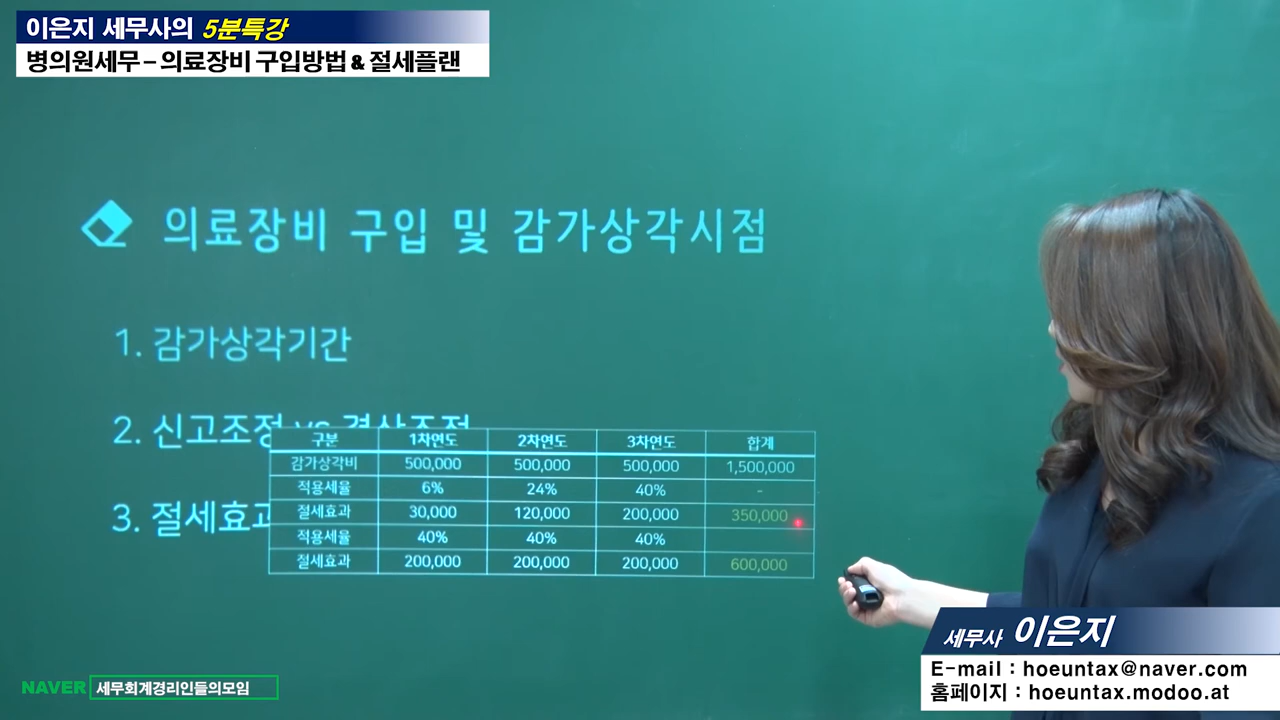 이은지 세무사의 5분특강
병의원세무 – 의료장비 구입방법 & 절세플랜
의료장비 구입 및 감가상각시점
1. 감가상각기간
2. 신고조정 vs 결산조정
3. 절세효과
구분 1차연도 2차연도 3차연도 합계
감가상각비 500,000 500,000 500,000 1,500,000
적용세율 6% 24% 40% -
절세효과 30,000 120,000 200,000 350,000
적용세율 40% 40% 40%
절세효과 200,000 200,000 200,000 600,000
세무사 이은지
E-mail : hoeuntax@naver.com
홈페이지 : hoeuntax.modoo.at
NAVER 세무회계경리인들의모임